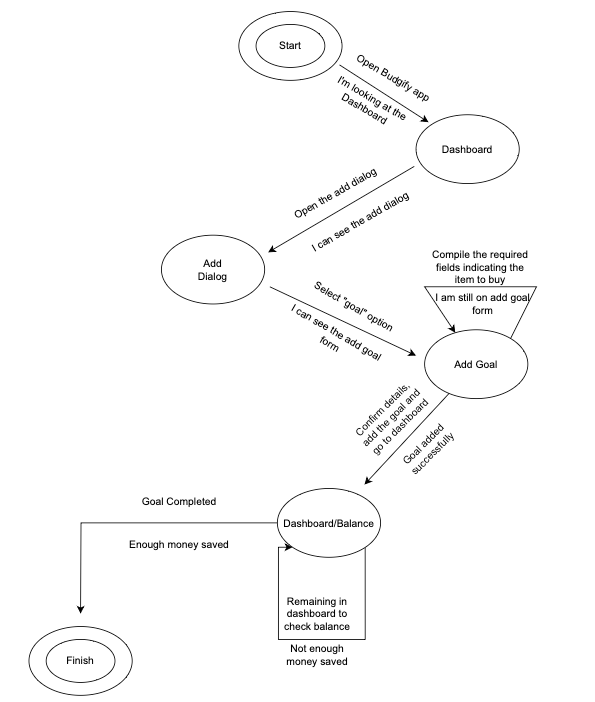 Start
Open Budgify app
I'm looking at the
Dashboard
Dashboard
Open the add dialog
I can see the add dialog
Add
Dialog
Select "goal" option
I can see the add goal
form
Compile the required
fields indicating the
item to buy
I am still on add goal
form
Add Goal
Confirm details,
add the goal and
go to dashboard
Goal added
successfully
Dashboard/Balance
Goal Completed
Enough money saved
Remaining in
dashboard to
check balance
Not enough
money saved
Finish